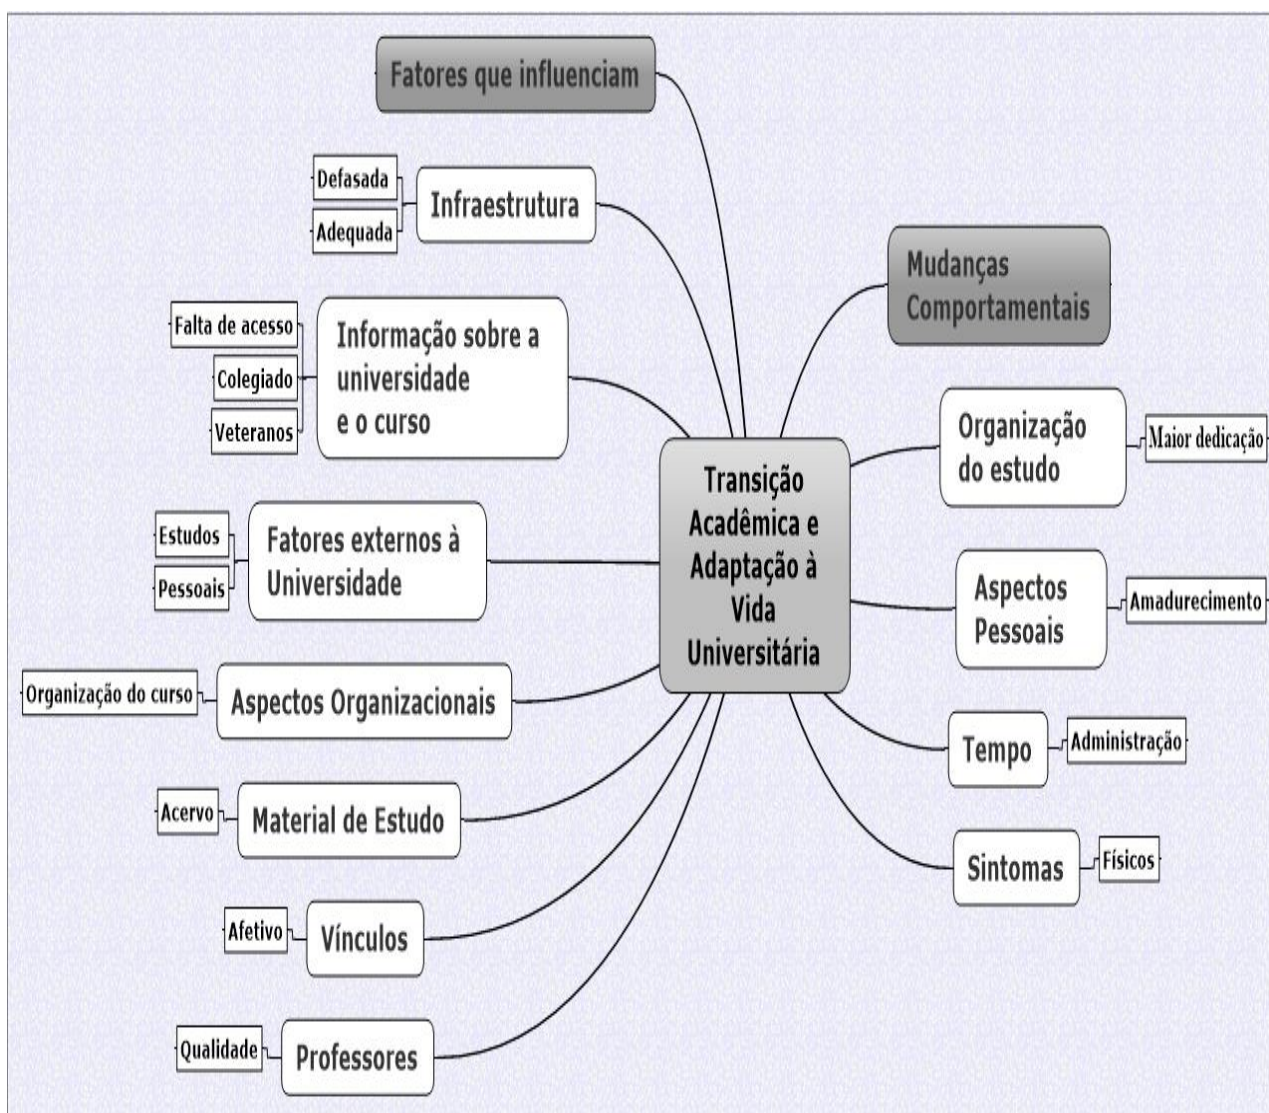 Fatores que influenciam
Defasada
Adequada
Infraestrutura
Falta de acesso
Colegiado
Veteranos
Informação sobre a
universidade
e o curso
Estudos
Pessoais
Fatores externos à
Universidade
Organização do curso
Aspectos Organizacionais
Acervo
Material de Estudo
Afetivo
Vínculos
Qualidade
Professores
Transição
Acadêmica e
Adaptação à
Vida
Universitária
Mudanças
Comportamentais
Organização
do estudo
Maior dedicação
Aspectos
Pessoais
Amadurecimento
Tempo
Administração
Sintomas
Físicos